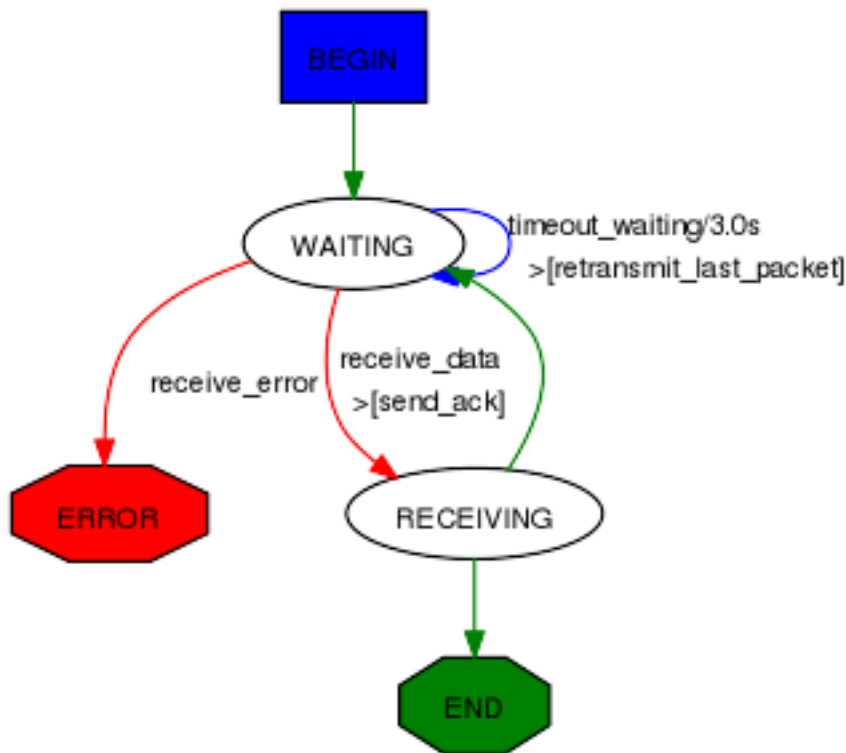 BEGIN
WAITING
timeout_waiting/3.0s
>[retransmit_last_packet]
receive_error
receive_data
>[send_ack]
ERROR
RECEIVING
END